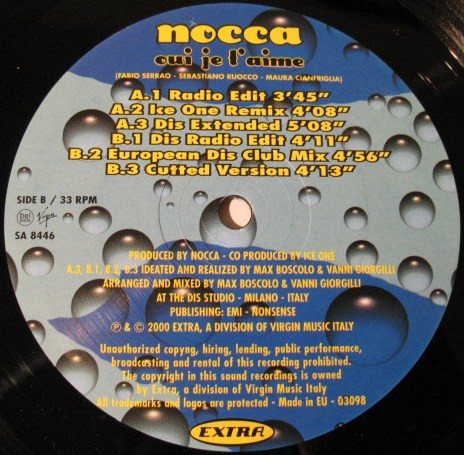 nocca
oui je t'aime
(FABIO SERRAO - SEBASTIANO RUOCCO - MAURA CIANFRIGLIA)
A.1 Radio Edit 3'45"
A.2 Ice One Remix 4'08"
A.3 Dis Extended 5'08"
B.1 Dis Radio Edit 4'11"
B.2 European Dis Club Mix 4'56"
B.3 Cutted Version 4'13"
SIDE B / 33 RPM
Virgin
SA 8446
PRODUCED BY NOCCA - CO PRODUCED BY ICE ONE
A.3, B.1, B.2, B.3 IDEATED AND REALIZED BY MAX BOSCOLO & VANNI GIORGILLI
ARRANGED AND MIXED BY MAX BOSCOLO & VANNI GIORGILLI
AT THE DIS STUDIO - MILANO - ITALY
PUBLISHING: EMI - NONSENSE
℗ & © 2000 EXTRA, A DIVISION OF VIRGIN MUSIC ITALY
Unauthorized copyng, hiring, lending, public performance,
broadcasting and rental of this recording prohibited.
The copyright in this sound recordings is owned
by Extra, a division of Virgin Music Italy
All trademarks and logos are protected - Made in EU - 03098
EXTRA